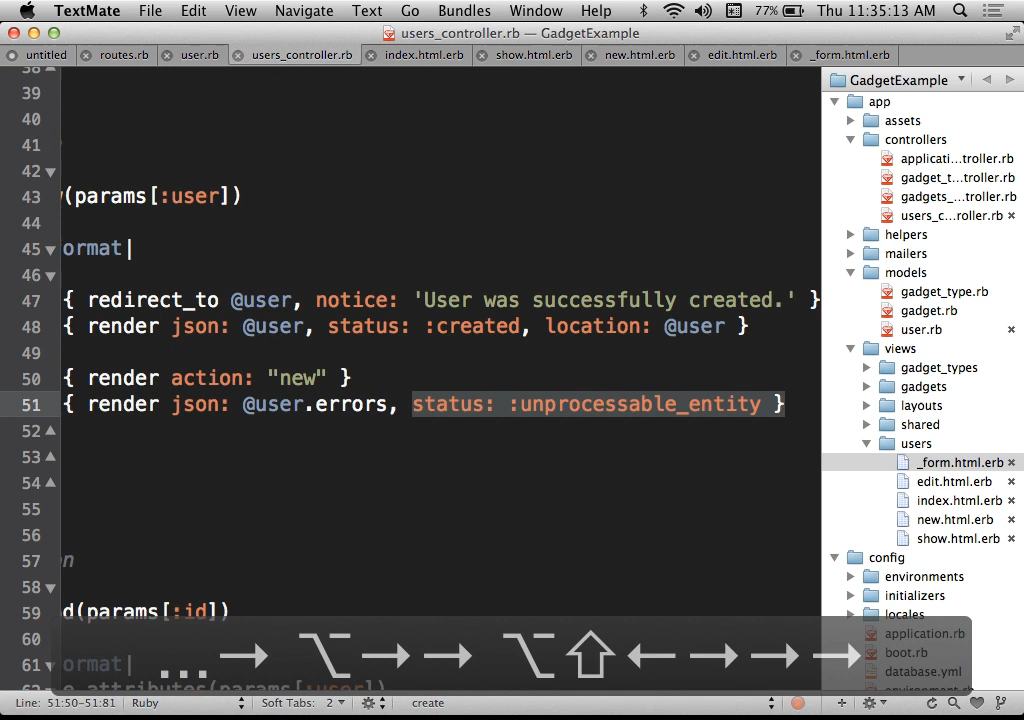 TextMate File Edit View Navigate Text Go Bundles Window Help 77% Thu 11:35:13 AM
users_controller.rb — GadgetExample
untitled routes.rb user.rb users_controller.rb index.html.erb show.html.erb new.html.erb edit.html.erb _form.html.erb
38
39
40
41
42
43 (params[:user])
44
45 ormat|
46
47 { redirect_to @user, notice: 'User was successfully created.' }
48 { render json: @user, status: :created, location: @user }
49
50 { render action: "new" }
51 { render json: @user.errors, status: :unprocessable_entity }
52
53
54
55
56
57 n
58
59 d(params[:id])
60
61 ormat|
62 e_attributes(params[:user])
GadgetExample
app
assets
controllers
applicati...troller.rb
gadget_t...troller.rb
gadgets_...troller.rb
users_c...roller.rb
helpers
mailers
models
gadget_type.rb
gadget.rb
user.rb
views
gadget_types
gadgets
layouts
shared
users
_form.html.erb
edit.html.erb
index.html.erb
new.html.erb
show.html.erb
config
environments
initializers
locales
application.rb
boot.rb
database.yml
environment.rb
... → ⌥ → → ⌥ ⇧ ← → → →
Line: 51:50-51:81 Ruby Soft Tabs: 2 create